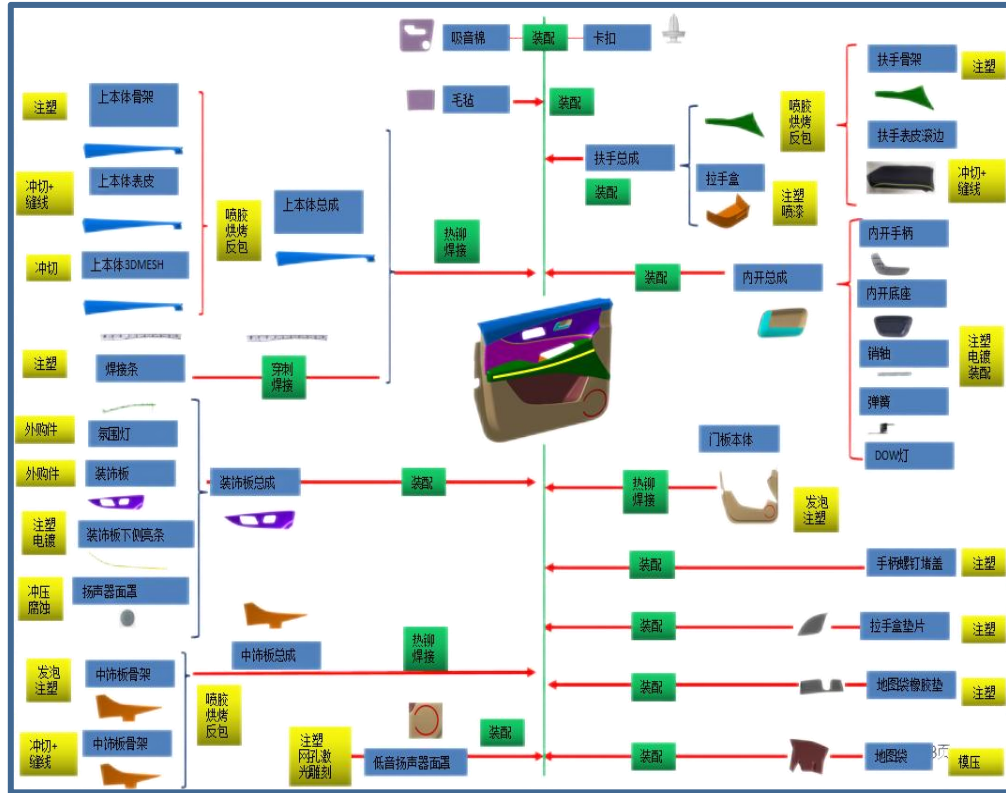 吸音棉
装配
卡扣
毛毡
装配
注塑
上本体骨架
冲切+
缝线
上本体表皮
冲切
上本体3DMESH
喷胶
烘烤
反包
上本体总成
热铆
焊接
注塑
焊接条
穿刺
焊接
扶手总成
装配
拉手盒
注塑
喷漆
喷胶
烘烤
反包
扶手骨架
注塑
扶手表皮滚边
冲切+
缝线
装配
内开总成
内开手柄
内开底座
销轴
弹簧
DOW灯
注塑
电镀
装配
外购件
氛围灯
外购件
装饰板
注塑
电镀
装饰板下侧亮条
冲压
腐蚀
扬声器面罩
装饰板总成
装配
门板本体
热铆
焊接
发泡
注塑
装配
手柄螺钉堵盖
注塑
装配
拉手盒垫片
注塑
装配
地图袋橡胶垫
注塑
装配
地图袋
模压
8页
发泡
注塑
中饰板骨架
冲切+
缝线
中饰板骨架
喷胶
烘烤
反包
中饰板总成
热铆
焊接
注塑
网孔激
光雕刻
低音扬声器面罩
装配